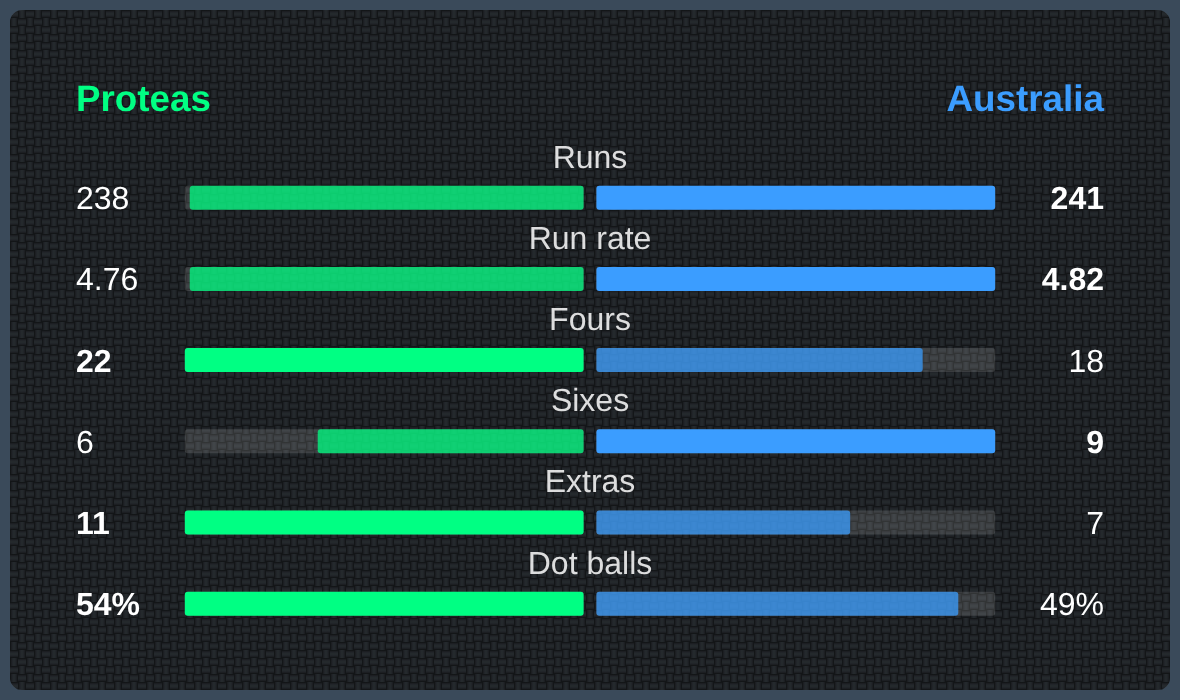 Proteas Australia
Runs
238 241
Run rate
4.76 4.82
Fours
22 18
Sixes
6 9
Extras
11 7
Dot balls
54% 49%